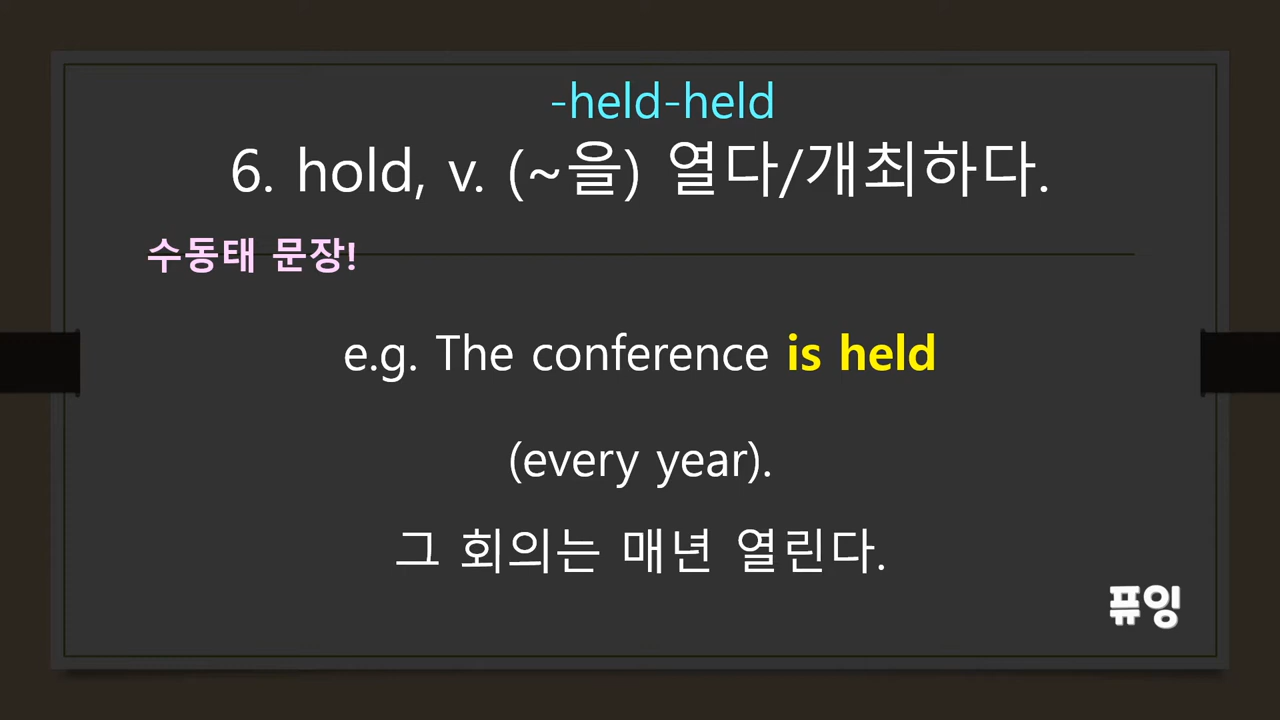 -held-held
6. hold, v. (~을) 열다/개최하다.
수동태 문장!
e.g. The conference is held
(every year).
그 회의는 매년 열린다.
퓨잉